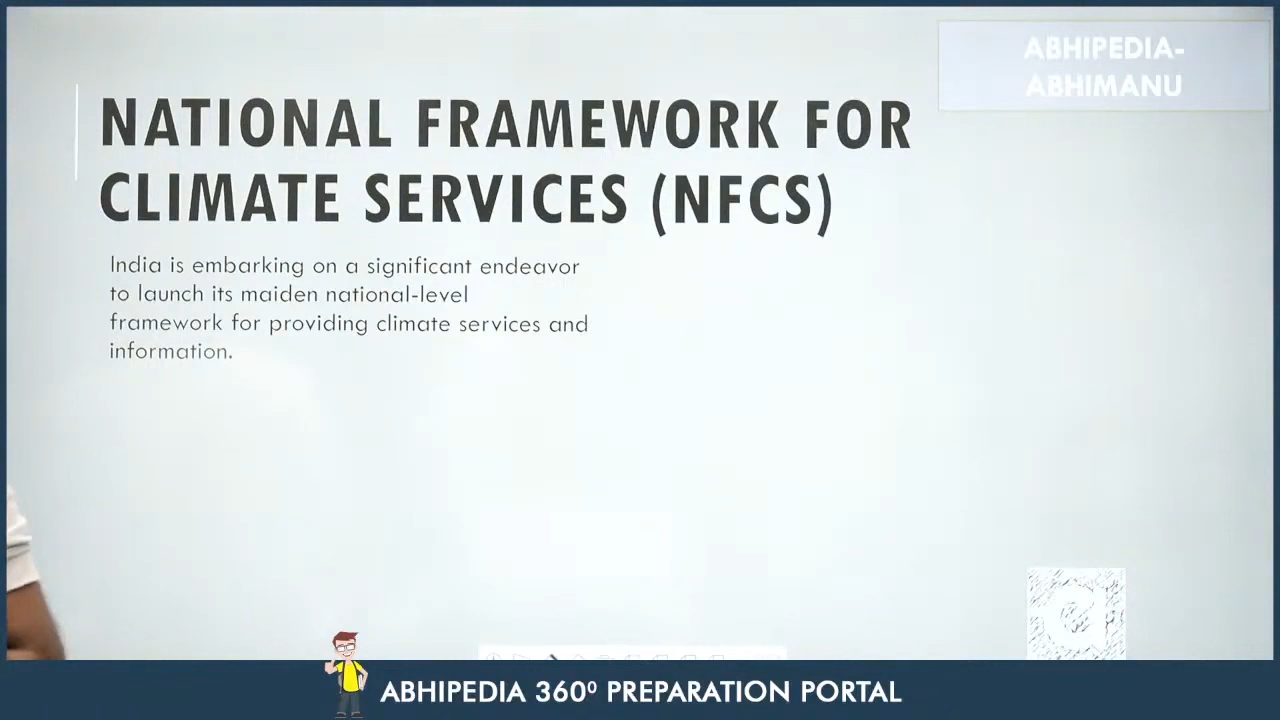 ABHIPEDIA-
ABHIMANU
NATIONAL FRAMEWORK FOR
CLIMATE SERVICES (NFCS)
India is embarking on a significant endeavor
to launch its maiden national-level
framework for providing climate services and
information.
ABHIPEDIA 360⁰ PREPARATION PORTAL